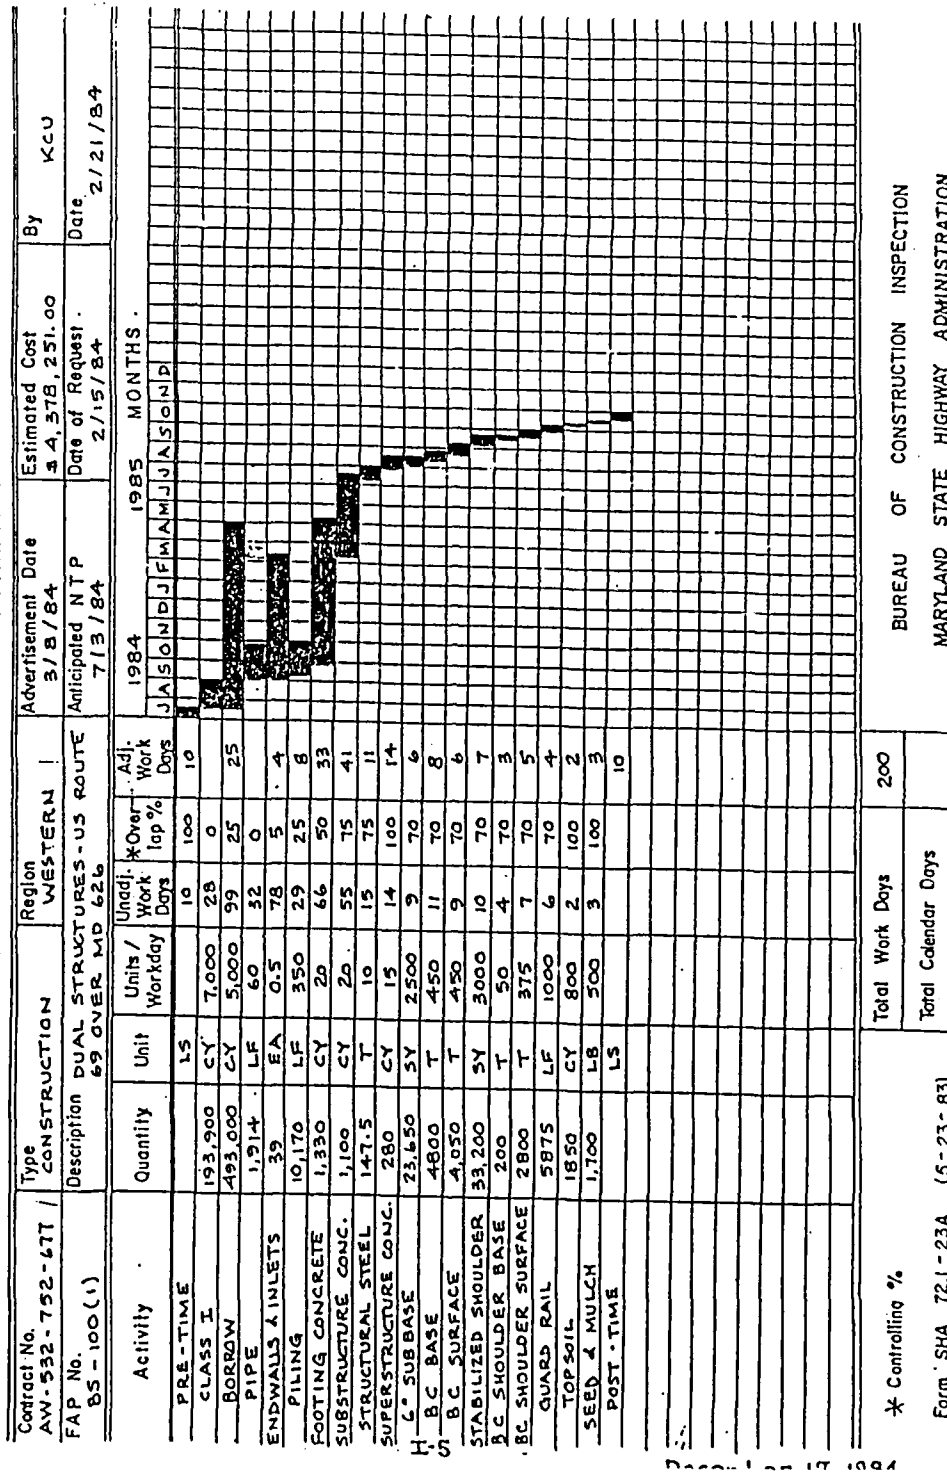 Contract No. AW-532-752-677
Type CONSTRUCTION
Region WESTERN
Advertisement Date 3/8/84
Estimated Cost $4,378,251.00
By KCU
FAP No. BS-100(1)
Description DUAL STRUCTURES - US ROUTE 69 OVER MD 626
Anticipated NTP 7/3/84
Date of Request. 2/15/84
Date 2/21/84
Activity Quantity Unit Units / Workday Unadj. Work Days *Over lap % Adj. Work Days 1984 1985 MONTHS.
J A S O N D J F M A M J J A S O N D
PRE-TIME LS 10 100 10
CLASS I 193,900 CY 7,000 28 0
BORROW 493,000 CY 5,000 99 25 25
PIPE 1,914 LF 60 32 0
ENDWALLS & INLETS 39 EA 0.5 78 5 4
PILING 10,170 LF 350 29 25 8
FOOTING CONCRETE 1,330 CY 20 66 50 33
SUBSTRUCTURE CONC. 1,100 CY 20. 55 75 41
STRUCTURAL STEEL 147.5 T 10 15 75 11
SUPERSTRUCTURE CONC. 280 CY 15 14 100 14
6" SUBBASE 23,650 SY 2500 9 70 6
BC BASE 4800 T 450 11 70 8
BC SURFACE 4,050 T 450 9 70 6
STABILIZED SHOULDER 33,200 SY 3000 10 70 7
BC SHOULDER BASE 200 T 50 4 70 3
BC SHOULDER SURFACE 2800 T 375 7 70 5
GUARD RAIL 5875 LF 1000 6 70 4
TOPSOIL 1850 CY 800 2 100 2
SEED & MULCH 1,700 LB 500 3 100 3
POST-TIME LS 10
Total Work Days 200
Total Calendar Days
* Controlling %
BUREAU OF CONSTRUCTION INSPECTION
MARYLAND STATE HIGHWAY ADMINISTRATION
Form SHA 72.1-23A (5-23-83)
H-5
December 17, 1984